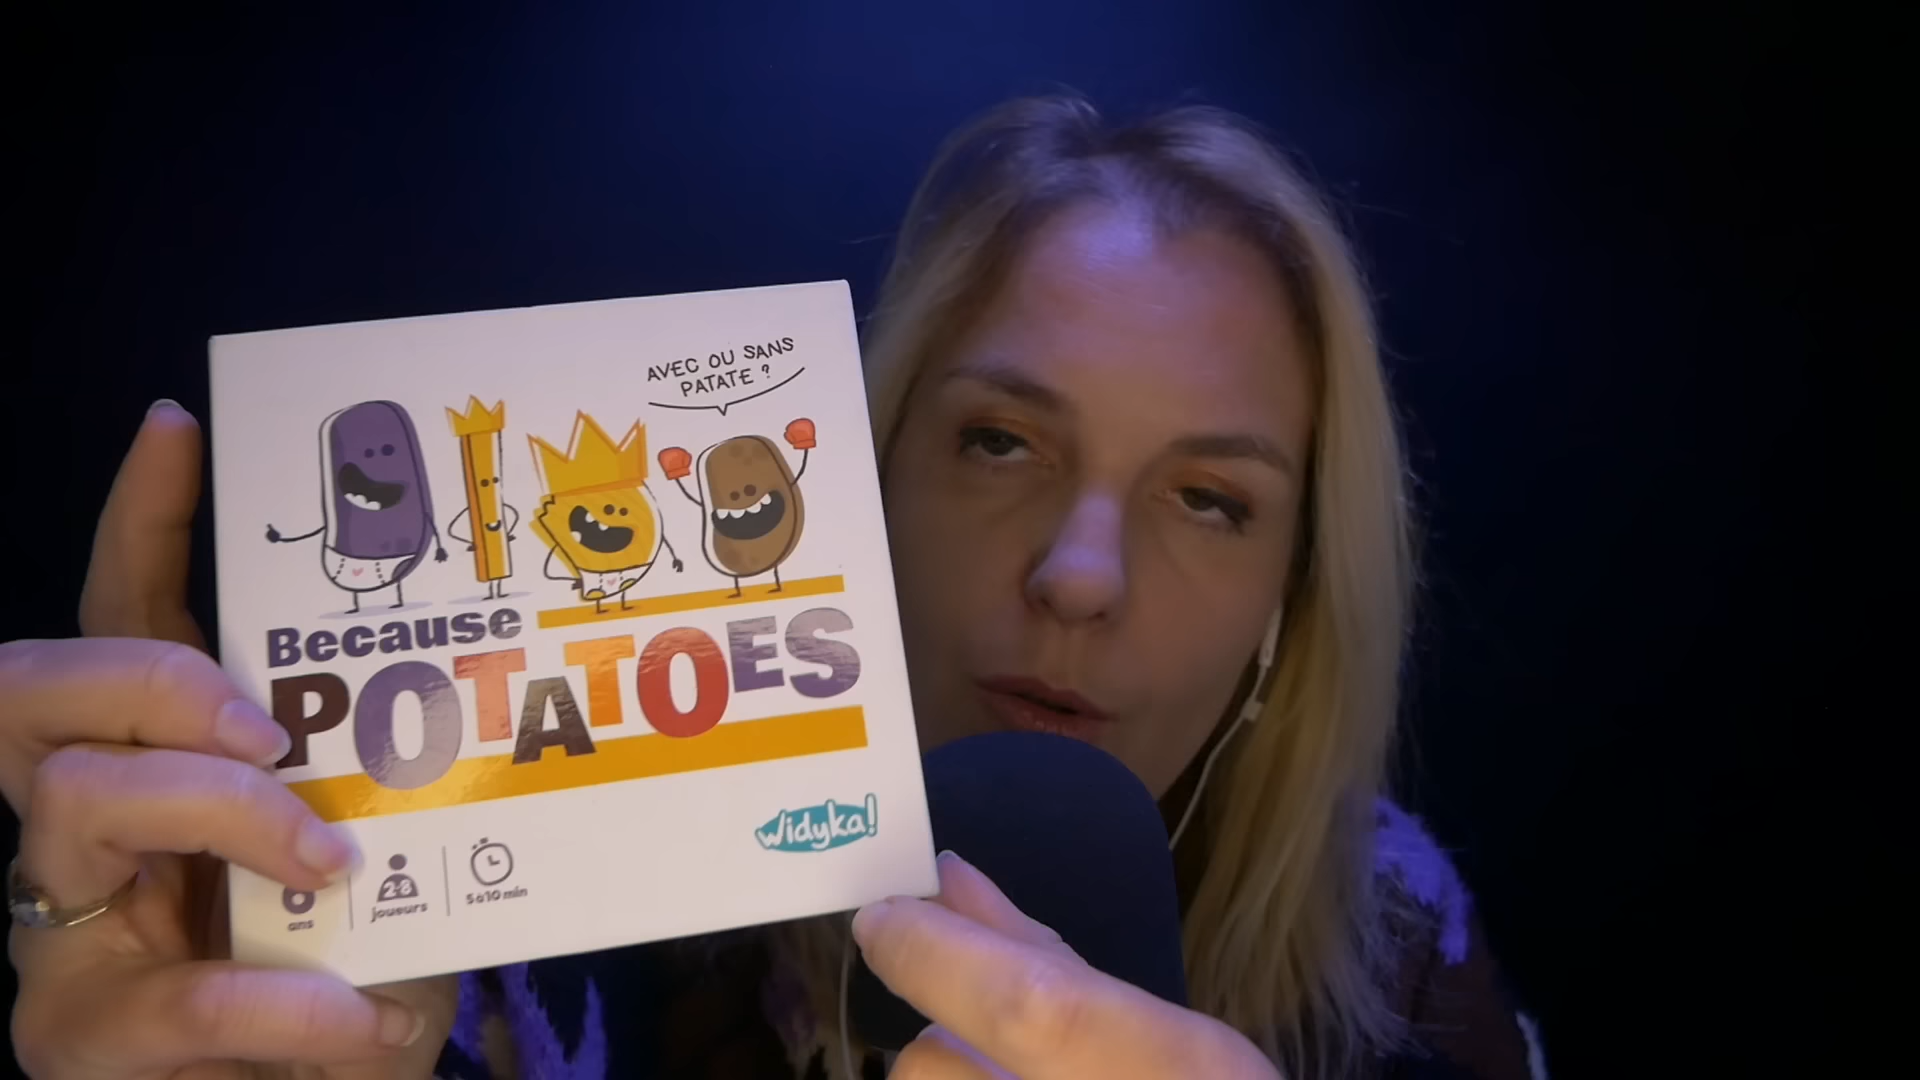 AVEC OU SANS
PATATE ?
Because
POTATOES
widyka!
6
ans
2-8
joueurs
5 à 10 min